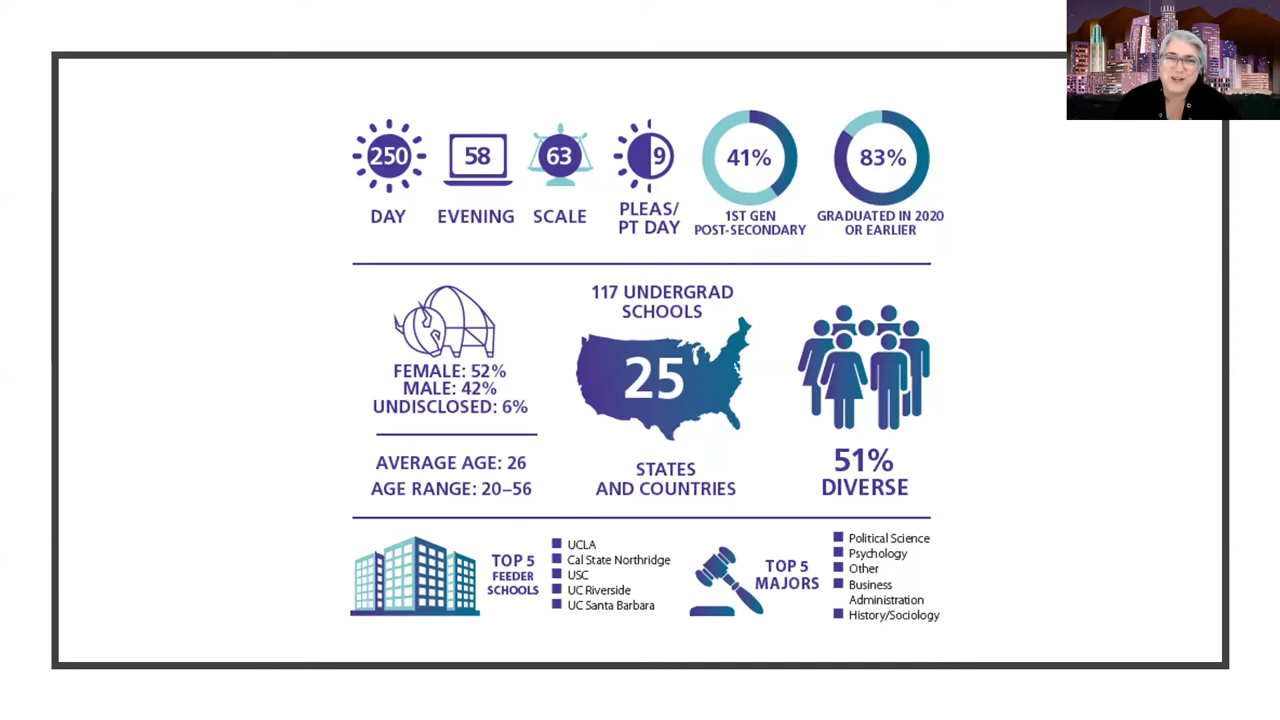 250
58
63
9
41%
83%
DAY
EVENING
SCALE
PLEAS/
PT DAY
1ST GEN
POST-SECONDARY
GRADUATED IN 2020
OR EARLIER
FEMALE: 52%
MALE: 42%
UNDISCLOSED: 6%
AVERAGE AGE: 26
AGE RANGE: 20–56
117 UNDERGRAD
SCHOOLS
25
STATES
AND COUNTRIES
51%
DIVERSE
TOP 5
FEEDER
SCHOOLS
UCLA
Cal State Northridge
USC
UC Riverside
UC Santa Barbara
TOP 5
MAJORS
Political Science
Psychology
Other
Business
Administration
History/Sociology